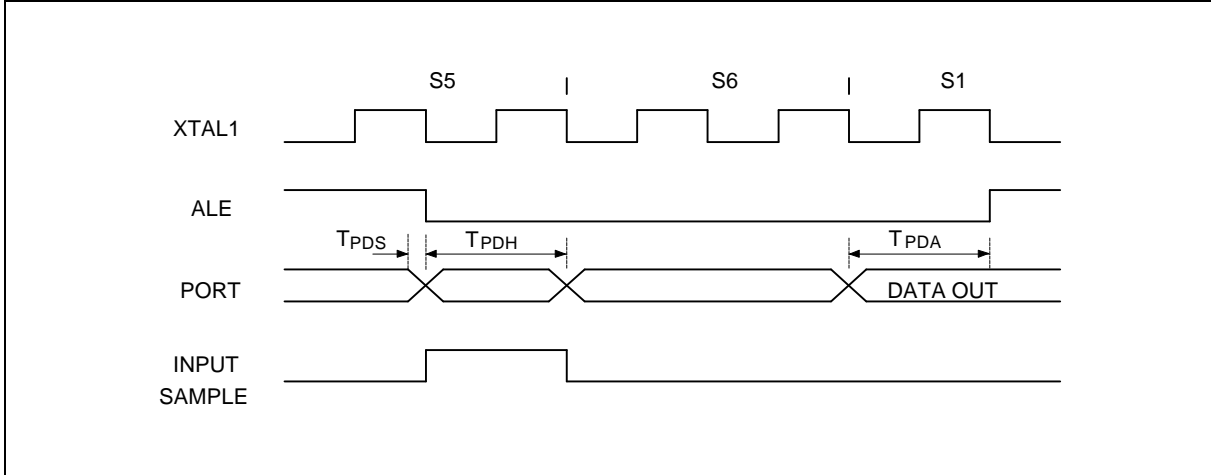 S5 S6 S1
XTAL1
ALE
TPDS TPDH TPDA
PORT DATA OUT
INPUT
SAMPLE